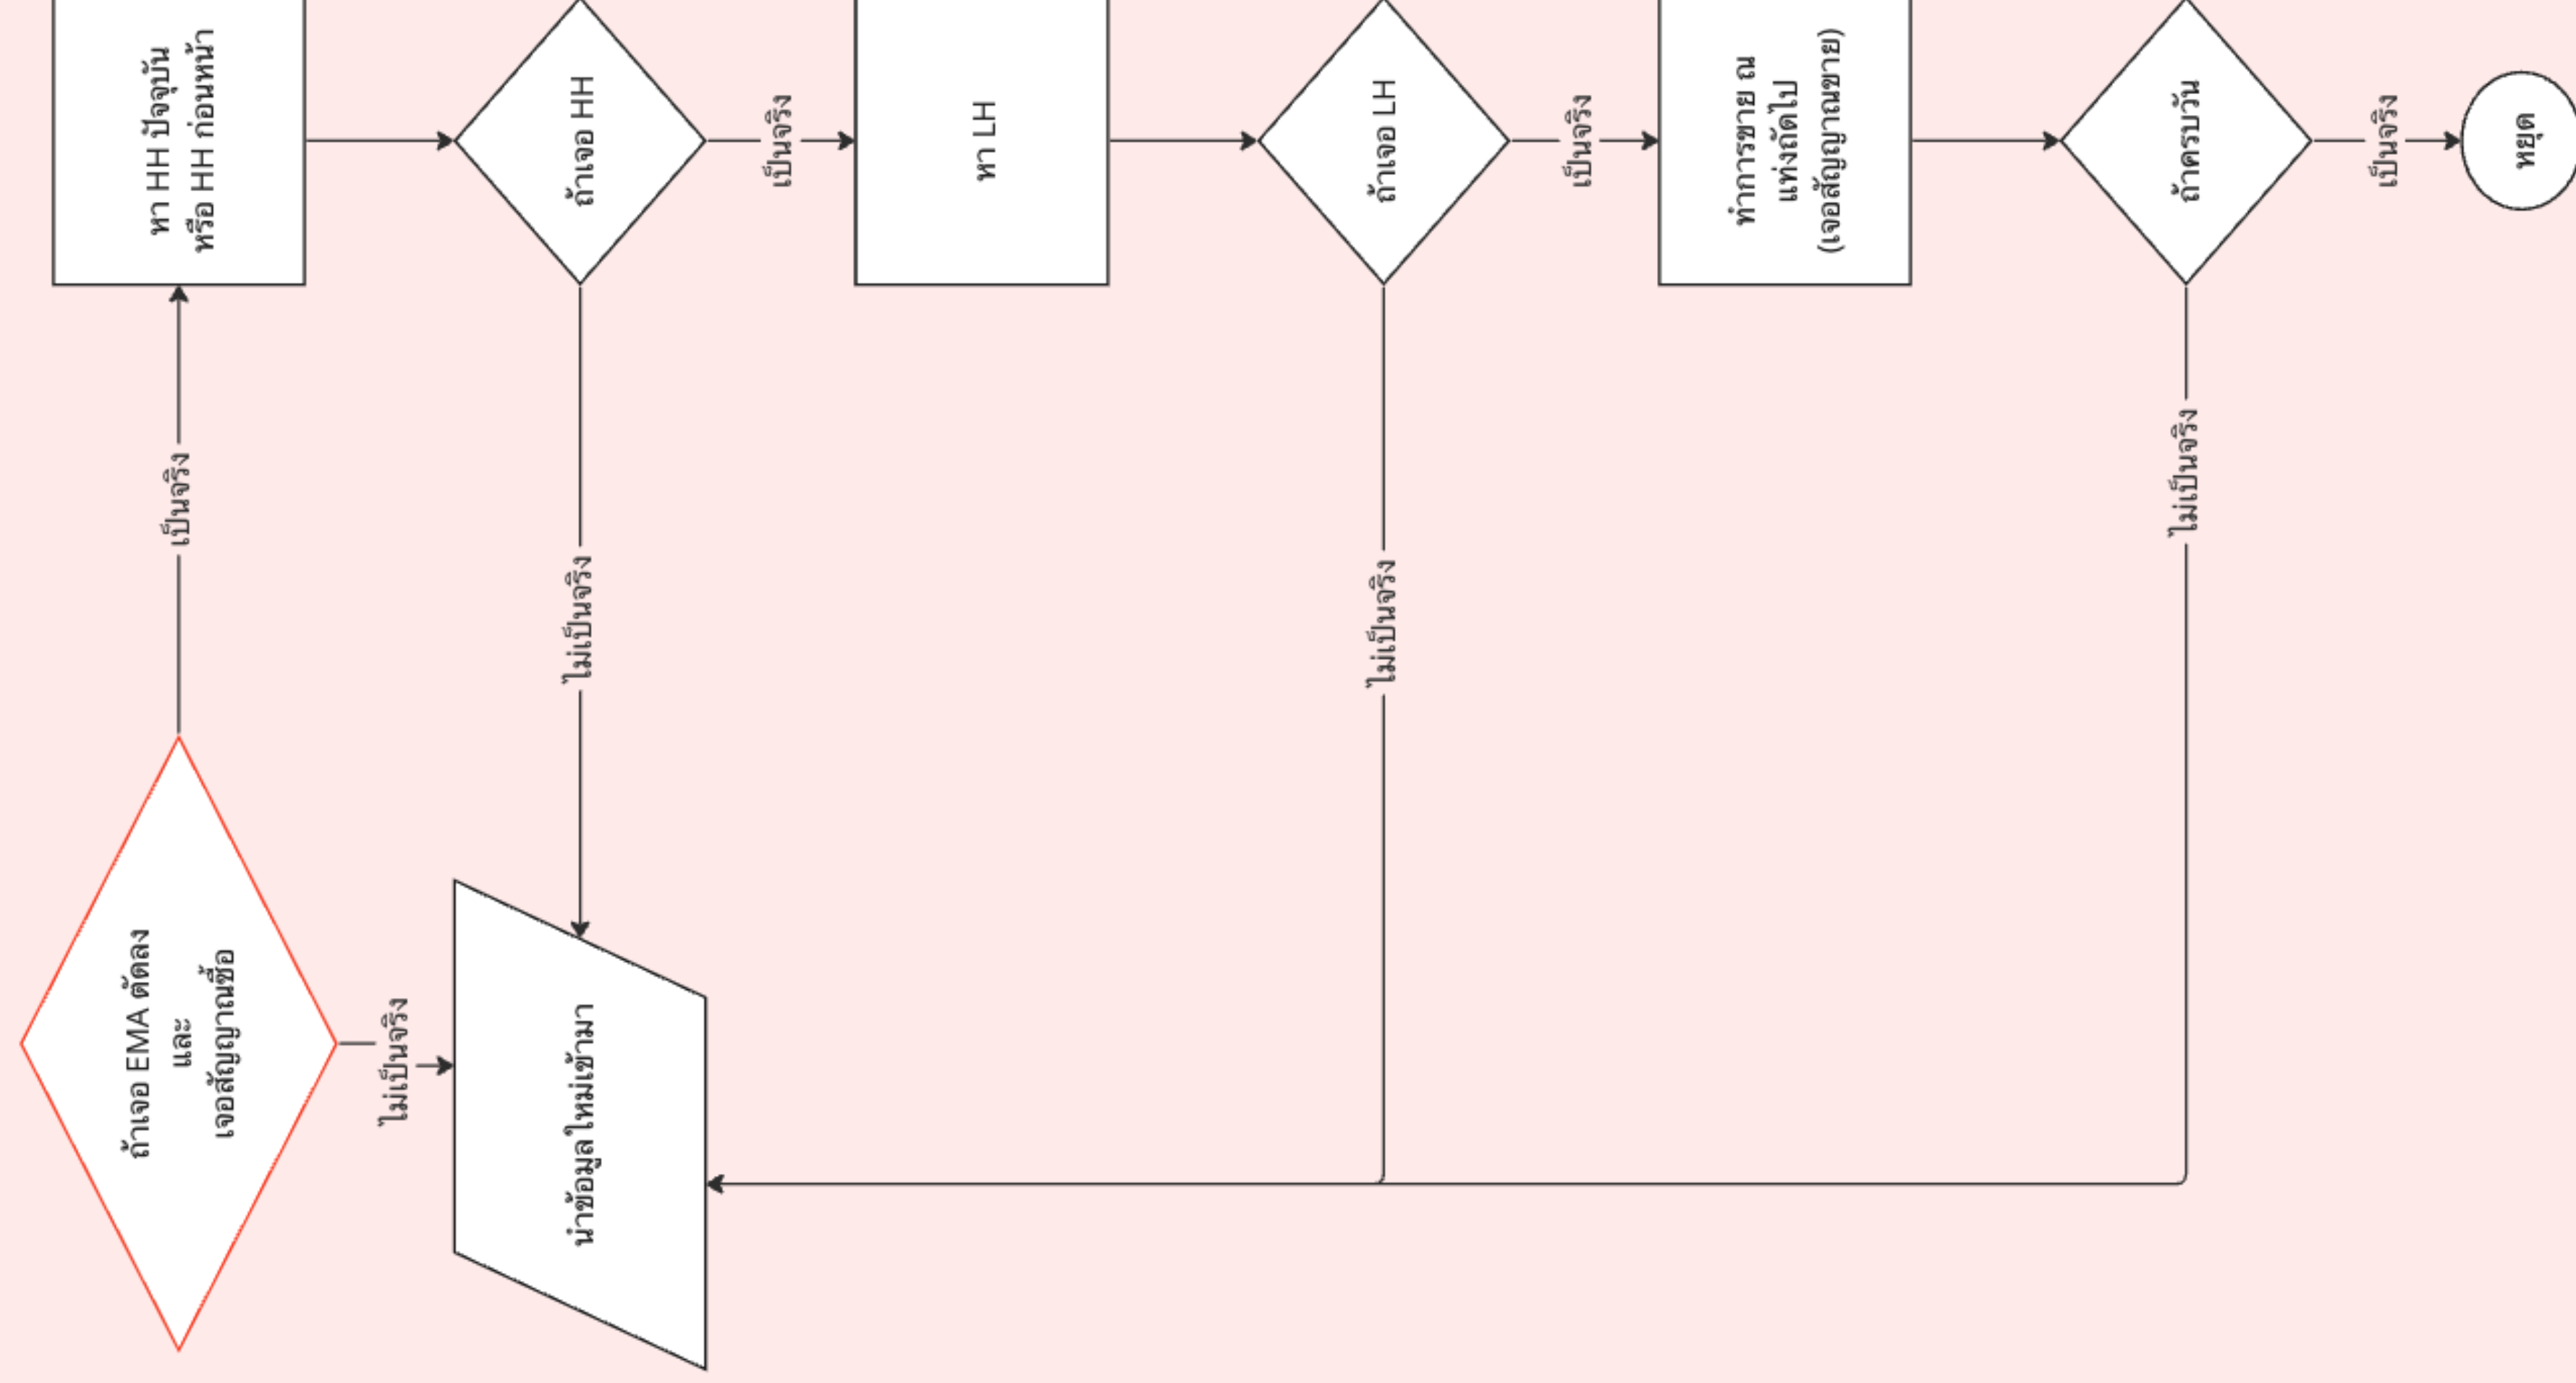 ถ้าเจอ EMA ตัดลง
และ
เจอสัญญาณซื้อ
เป็นจริง
ไม่เป็นจริง
หา HH ปัจจุบัน
หรือ HH ก่อนหน้า
ถ้าเจอ HH
เป็นจริง
ไม่เป็นจริง
นำข้อมูลใหม่เข้ามา
หา LH
ถ้าเจอ LH
เป็นจริง
ไม่เป็นจริง
ทำการขาย ณ
แท่งถัดไป
(เจอสัญญาณขาย)
ถ้าครบวัน
เป็นจริง
ไม่เป็นจริง
หยุด